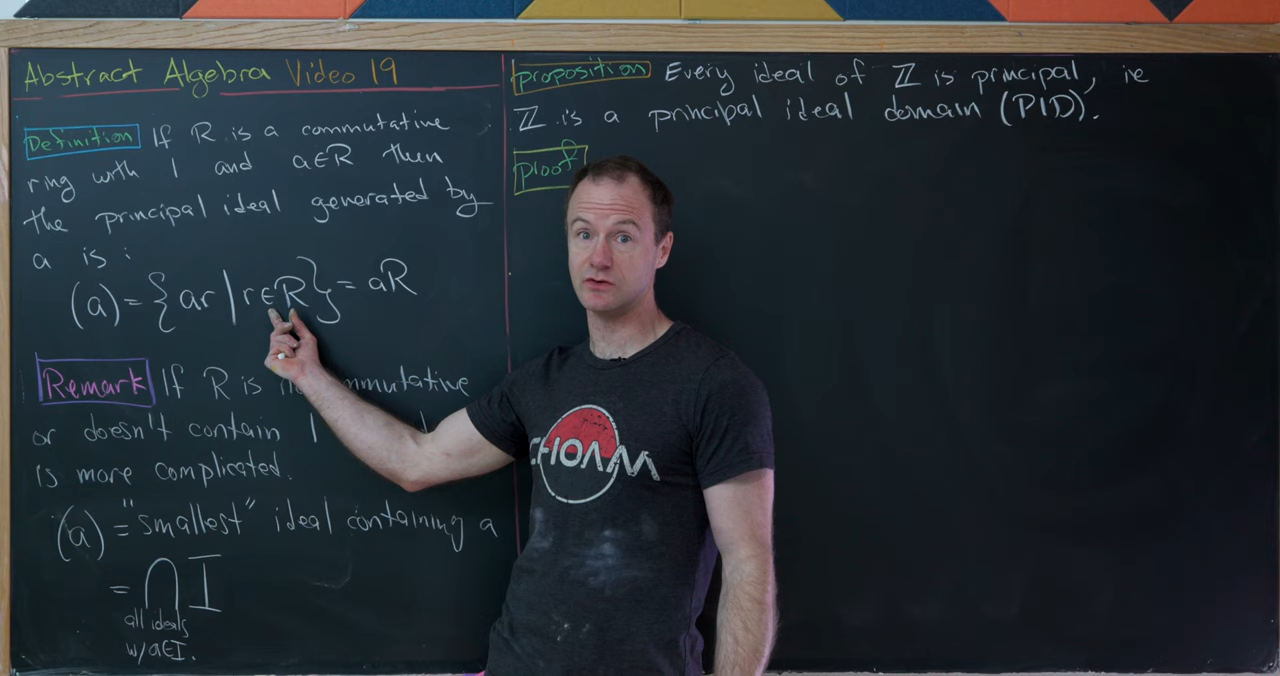 Abstract Algebra Video 19
Definition If R is a commutative
ring with 1 and a∈R then
the principal ideal generated by
a is:
(a) = {ar | r∈R} = aR
Remark If R is mmutative
or doesn't contain 1
is more complicated.
(a) = "smallest" ideal containing a
= ⋂ I
all ideals
w/ a∈I.
proposition Every ideal of ℤ is principal, ie
ℤ is a principal ideal domain (PID).
proof
CHOAM